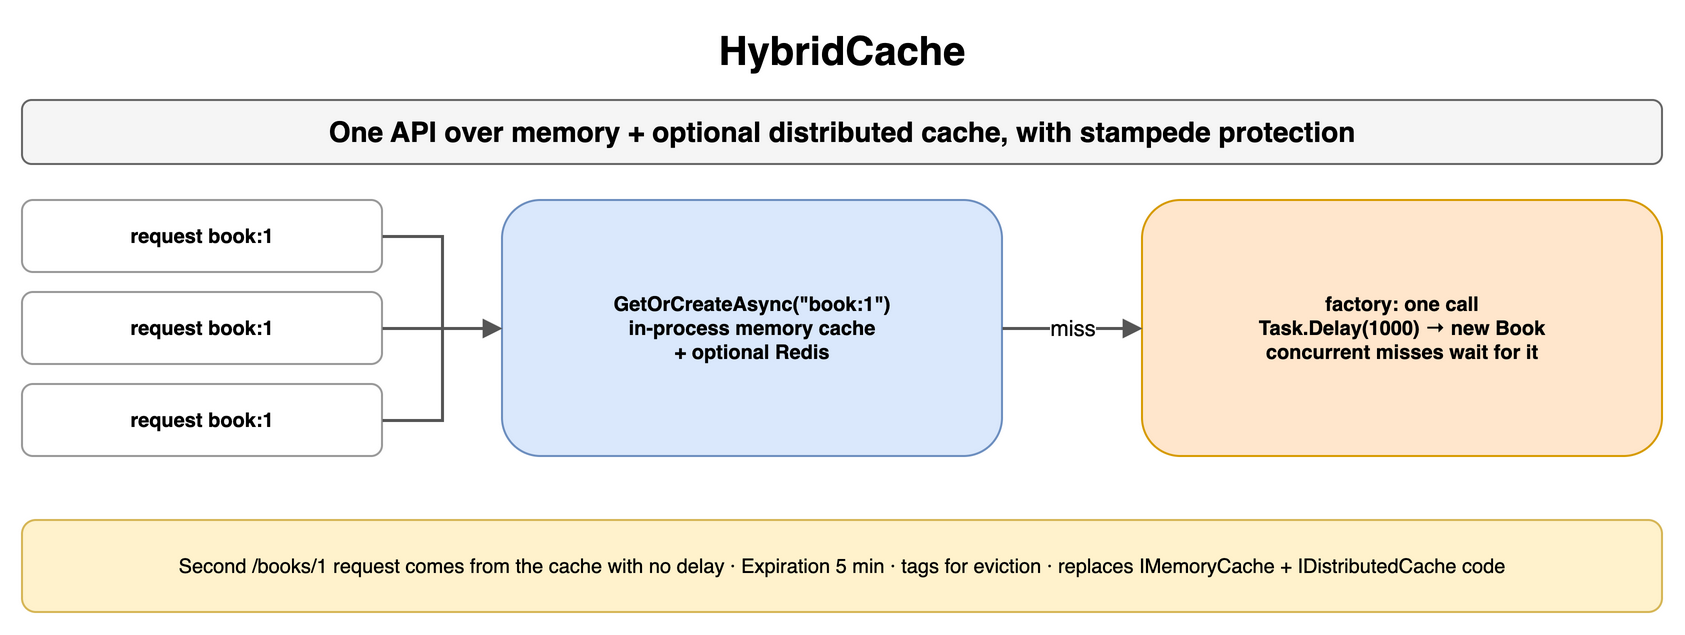 HybridCache
One API over memory + optional distributed cache, with stampede protection
request book:1
request book:1
request book:1
GetOrCreateAsync("book:1")
in-process memory cache
+ optional Redis
miss
factory: one call
Task.Delay(1000) → new Book
concurrent misses wait for it
Second /books/1 request comes from the cache with no delay · Expiration 5 min · tags for eviction · replaces IMemoryCache + IDistributedCache code